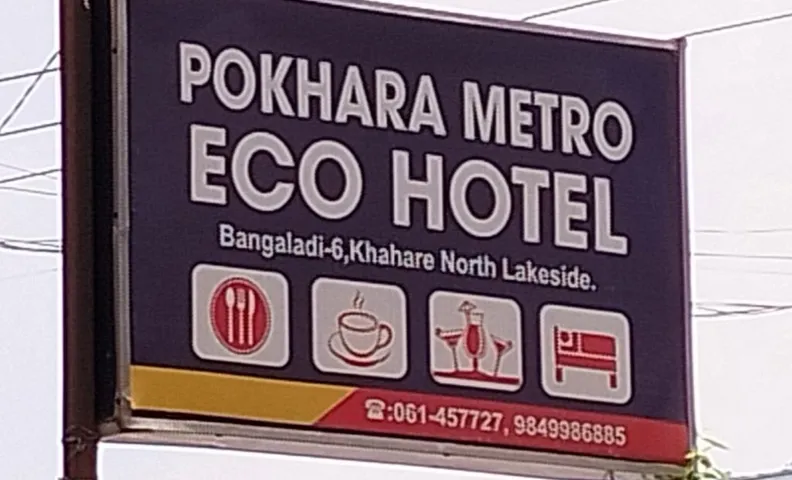 POKHARA METRO
ECO HOTEL
Bangaladi-6,Khahare North Lakeside.
☎:061-457727, 9849986885